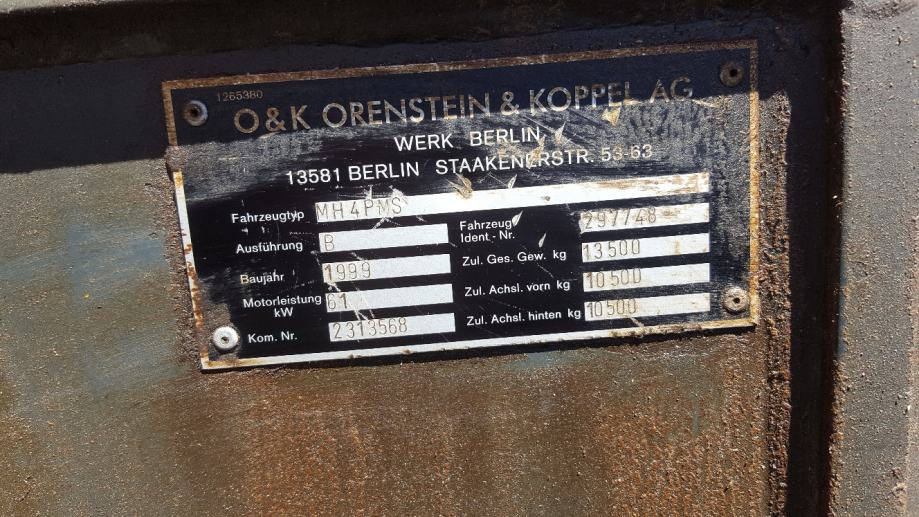 1265380
O&K ORENSTEIN & KOPPEL AG
WERK BERLIN
13581 BERLIN STAAKENERSTR. 53-63
Fahrzeugtyp MH4PMS
Ausführung B
Baujahr 1999
Motorleistung kW 61
Kom. Nr. 2313568
Fahrzeug Ident.-Nr. 297748
Zul. Ges. Gew. kg 13500
Zul. Achsl. vorn kg 10500
Zul. Achsl. hinten kg 10500